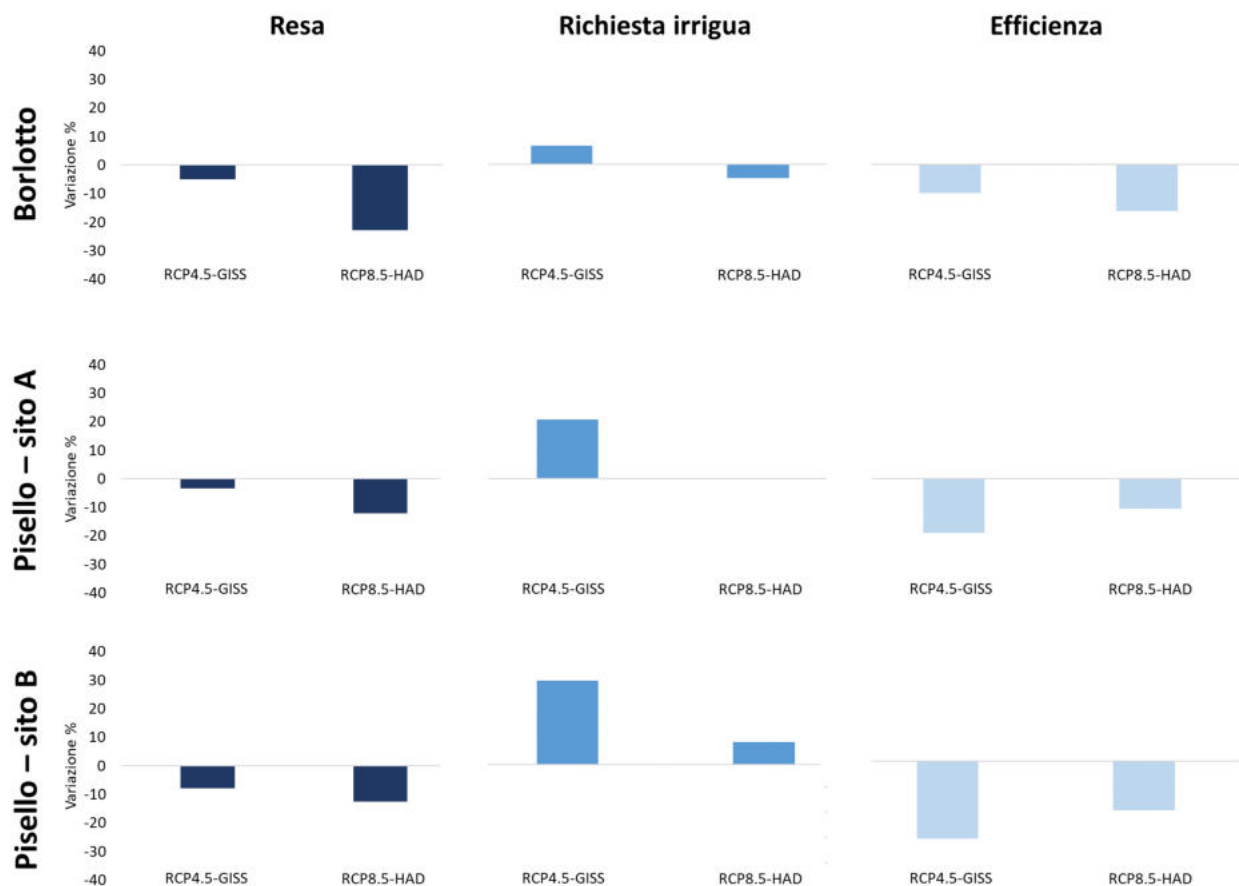 Resa Richiesta irrigua Efficienza
Borlotto
Variazione %
40
30
20
10
0
-10
-20
-30
-40
RCP4.5-GISS RCP8.5-HAD RCP4.5-GISS RCP8.5-HAD RCP4.5-GISS RCP8.5-HAD
Pisello – sito A
Variazione %
40
30
20
10
0
-10
-20
-30
-40
RCP4.5-GISS RCP8.5-HAD RCP4.5-GISS RCP8.5-HAD RCP4.5-GISS RCP8.5-HAD
Pisello – sito B
Variazione %
40
30
20
10
0
-10
-20
-30
-40
RCP4.5-GISS RCP8.5-HAD RCP4.5-GISS RCP8.5-HAD RCP4.5-GISS RCP8.5-HAD